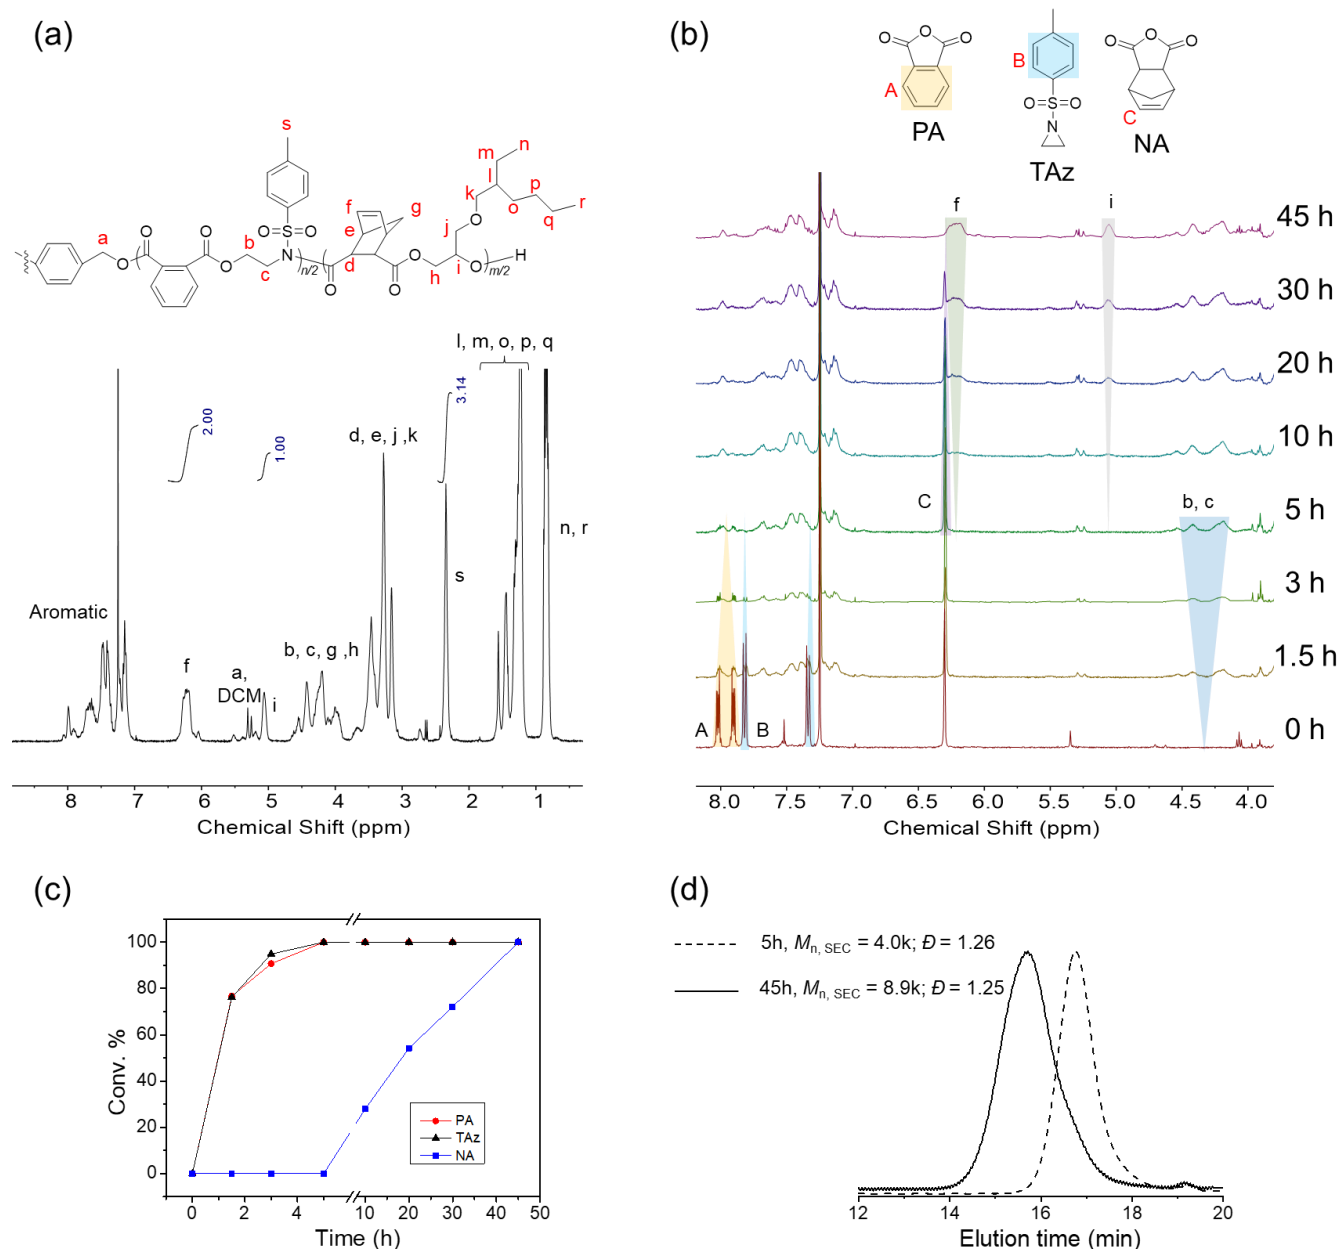 (a)
s
n
m
l
p
r
k
o
q
f
g
j
e
a
b
c
d
h
i
O
O
O
O
O
S
O
N
n/2
O
O
O
O
O
m/2
H
l, m, o, p, q
2.00
1.00
3.14
d, e, j ,k
n, r
s
Aromatic
b, c, g ,h
f
a,
DCM
i
8 7 6 5 4 3 2 1
Chemical Shift (ppm)
(b)
O O O
A
PA
B
O S O
N
TAz
O O O
C
NA
f
i
45 h
30 h
20 h
10 h
C
b, c
5 h
3 h
1.5 h
A
B
0 h
8.0 7.5 7.0 6.5 6.0 5.5 5.0 4.5 4.0
Chemical Shift (ppm)
(c)
Conv. %
100
80
60
40
20
0
PA
TAz
NA
0 2 4 10 20 30 40 50
Time (h)
(d)
5h, Mn, SEC = 4.0k; Đ = 1.26
45h, Mn, SEC = 8.9k; Đ = 1.25
12 14 16 18 20
Elution time (min)